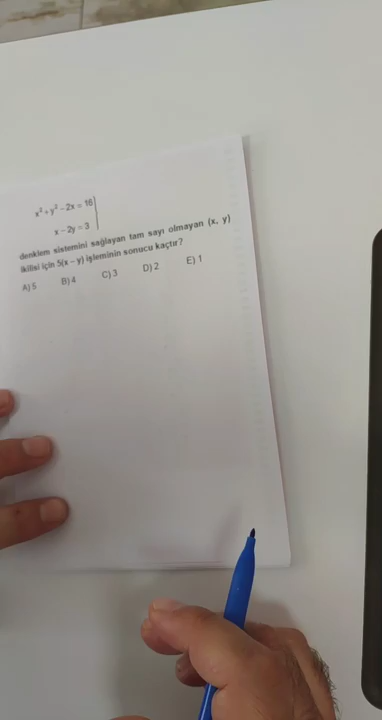 x² + y² - 2x = 16
x - 2y = 3
denklem sistemini sağlayan tam sayı olmayan (x, y)
ikilisi için 5(x - y) işleminin sonucu kaçtır?
A) 5 B) 4 C) 3 D) 2 E) 1